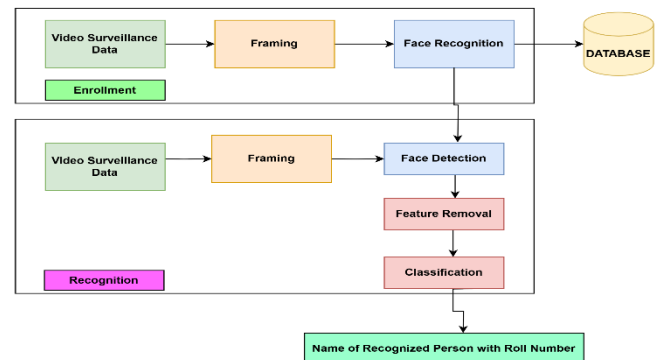 Video Surveillance
Data
Framing
Face Recognition
DATABASE
Enrollment
VIdeo Surveillance
Data
Framing
Face Detection
Feature Removal
Classification
Recognition
Name of Recognized Person with Roll Number